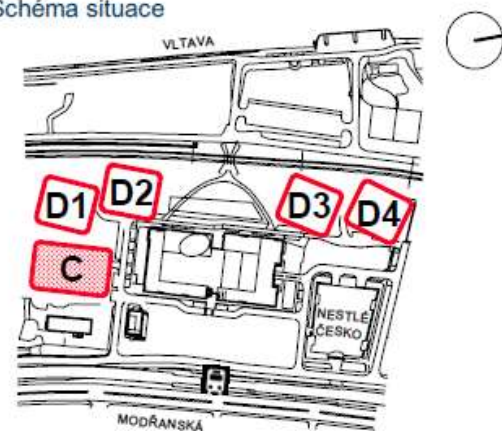 Schéma situace
VLTAVA
D1
D2
D3
D4
C
NESTLÉ
ČESKO
MODŘANSKÁ